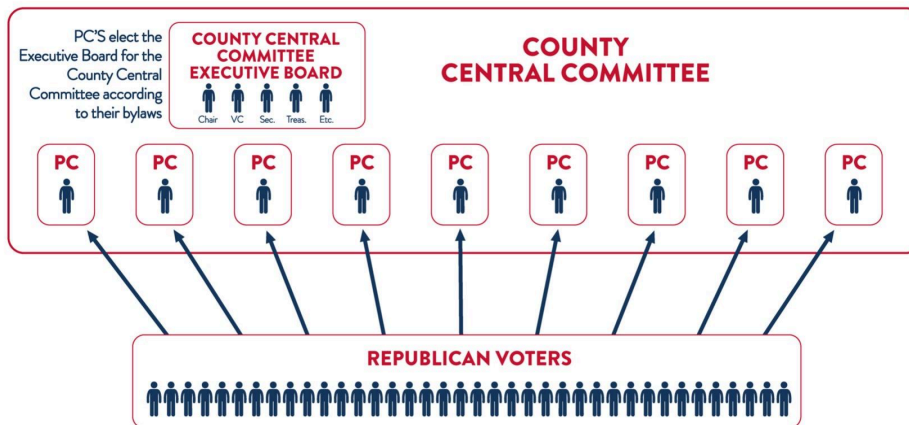 PC'S elect the
Executive Board for the
County Central
Committee according
to their bylaws
COUNTY CENTRAL
COMMITTEE
EXECUTIVE BOARD
Chair VC Sec. Treas. Etc.
COUNTY
CENTRAL COMMITTEE
PC PC PC PC PC PC PC PC PC
REPUBLICAN VOTERS